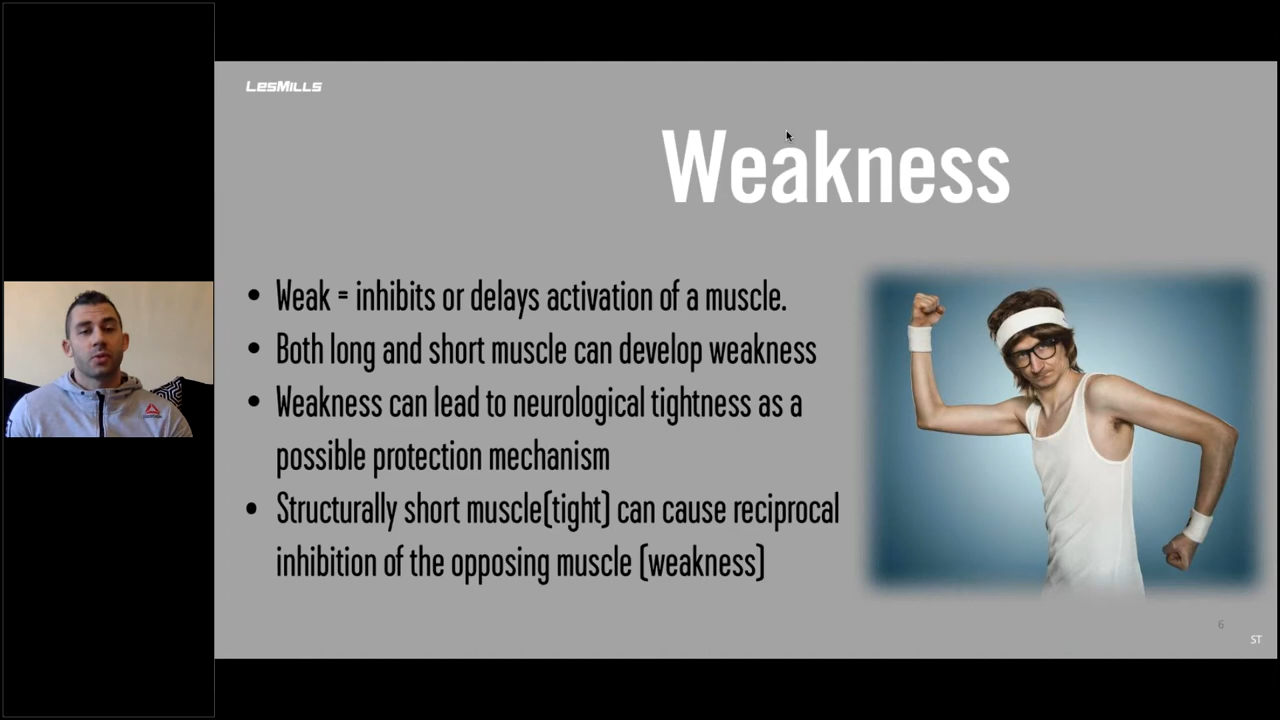 LesMills
Weakness
• Weak = inhibits or delays activation of a muscle.
• Both long and short muscle can develop weakness
• Weakness can lead to neurological tightness as a
possible protection mechanism
• Structurally short muscle(tight) can cause reciprocal
inhibition of the opposing muscle (weakness)
6
ST